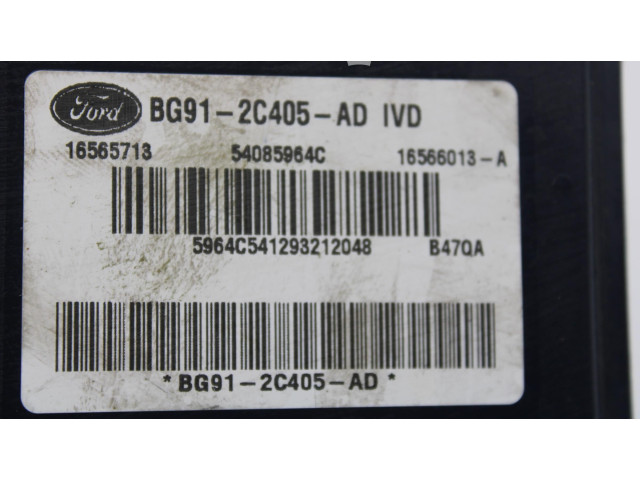 Ford BG91-2C405-AD IVD
16565713 54085964C 16566013-A
5964C541293212048 B47QA
*BG91-2C405-AD*